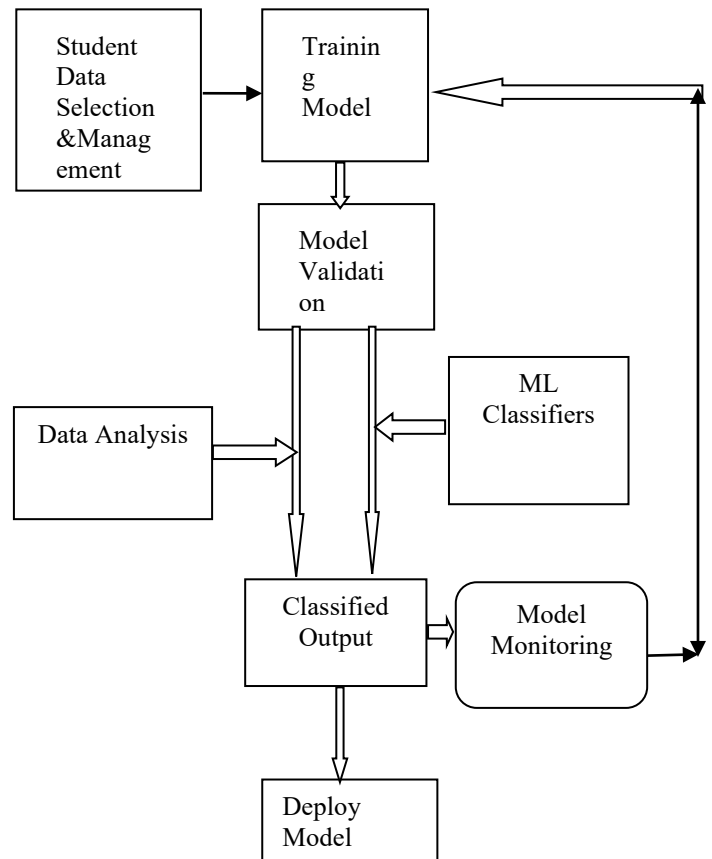 Student
Data
Selection
&Manag
ement
Trainin
g
Model
Model
Validati
on
ML
Classifiers
Data Analysis
Classified
Output
Model
Monitoring
Deploy
Model